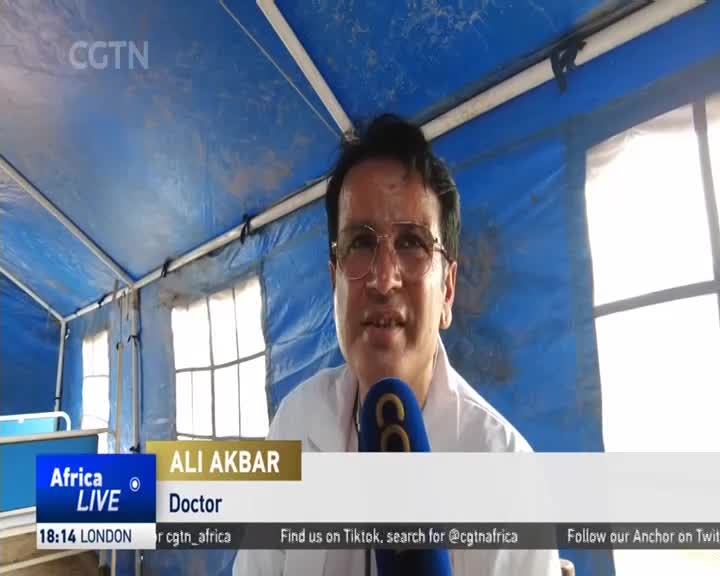 CGTN
ALI AKBAR
Africa
LIVE
Doctor
18:14 LONDON
or cgtn_africa Find us on Tiktok, search for @cgtnafrica Follow our Anchor on Twit